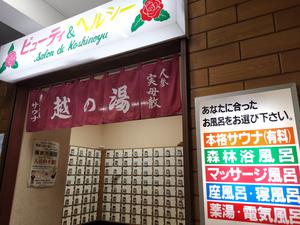 ビューティ&ヘルシー
Salon de Koshinoyu
サウナ
越の湯
人参
実母散
あなたに合った
お風呂をお選び下さい。
本格サウナ(有料)
森林浴風呂
マッサージ風呂
座風呂・寝風呂
薬湯・電気風呂